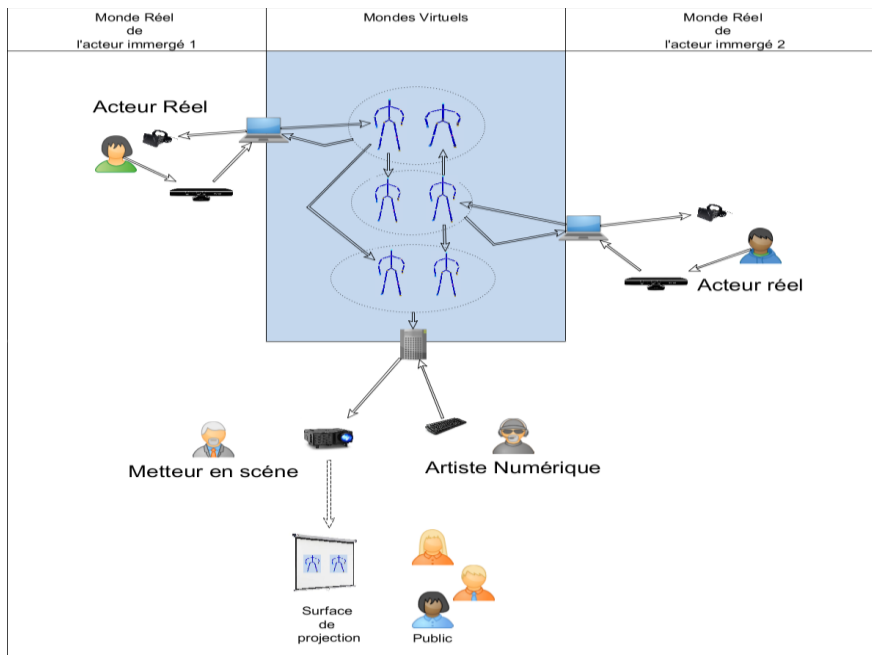 Monde Réel
de
l'acteur immergé 1
Mondes Virtuels
Monde Réel
de
l'acteur immergé 2
Acteur Réel
Acteur réel
Metteur en scéne
Artiste Numérique
Surface
de
projection
Public